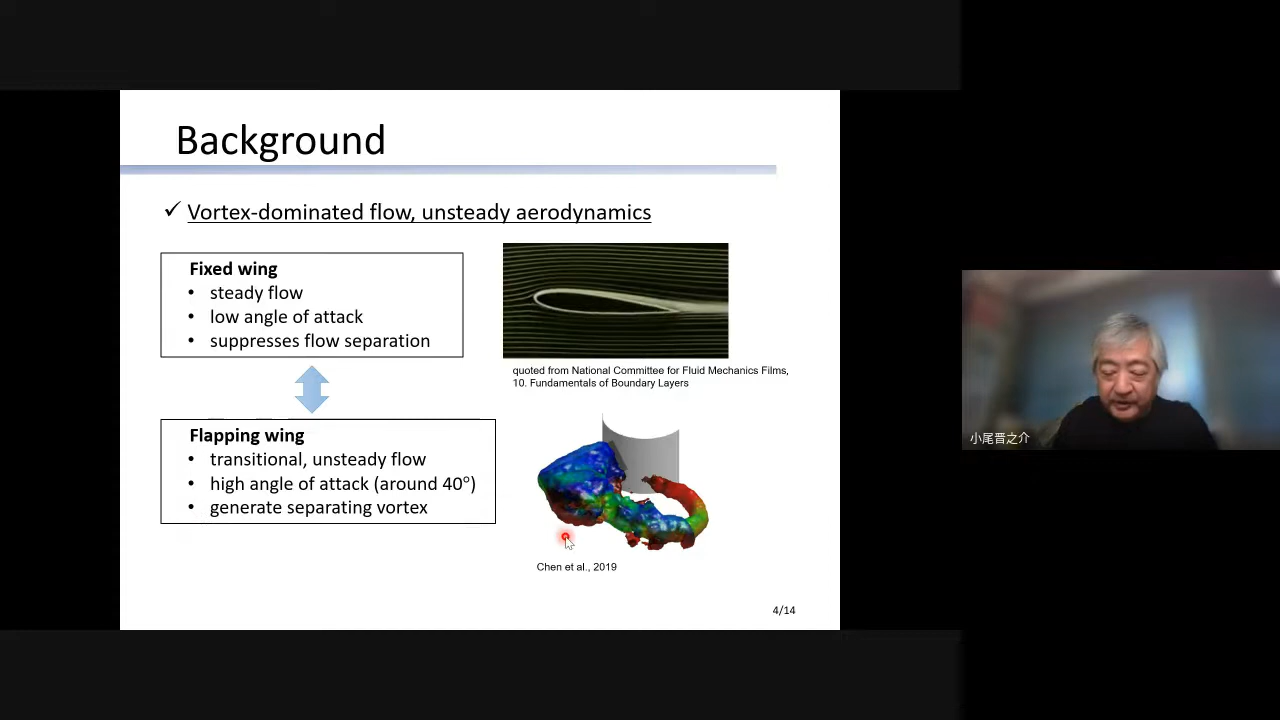 Background
✓ Vortex-dominated flow, unsteady aerodynamics
Fixed wing
• steady flow
• low angle of attack
• suppresses flow separation
quoted from National Committee for Fluid Mechanics Films,
10. Fundamentals of Boundary Layers
Flapping wing
• transitional, unsteady flow
• high angle of attack (around 40°)
• generate separating vortex
Chen et al., 2019
4/14
小尾晋之介